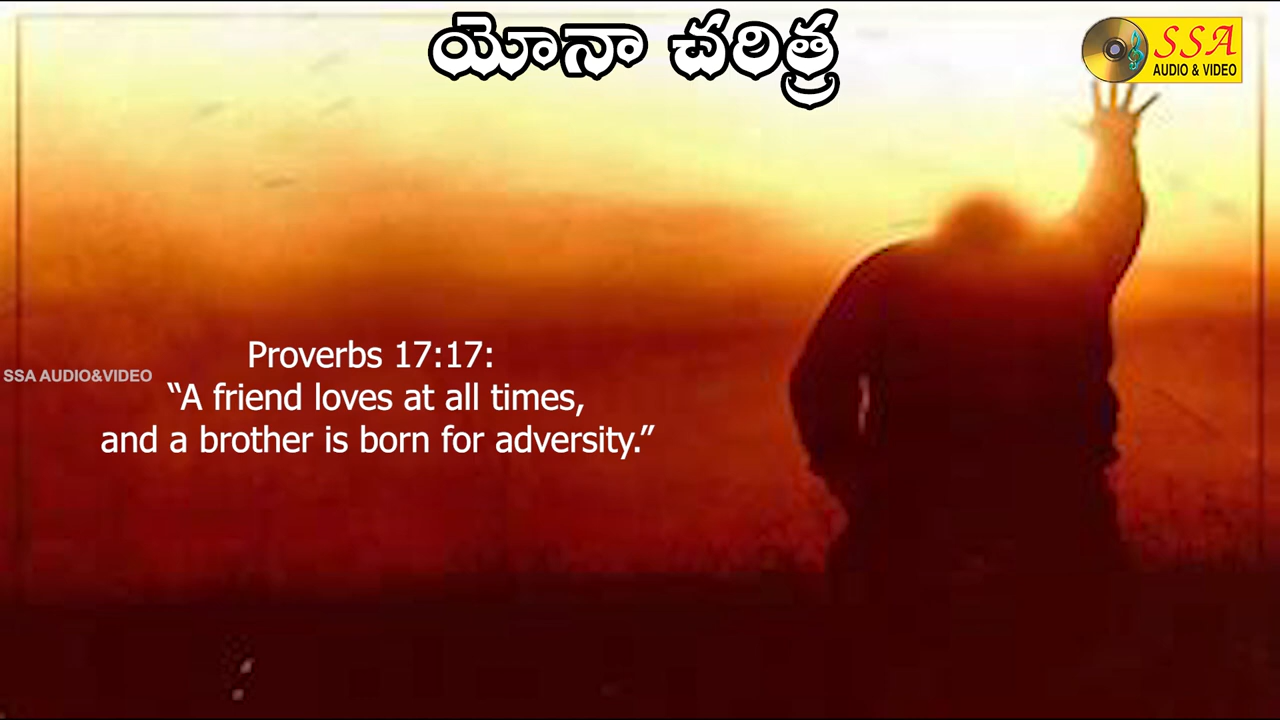 యోనా చరిత్ర
SSA
AUDIO & VIDEO
Proverbs 17:17:
SSA AUDIO&VIDEO
“A friend loves at all times,
and a brother is born for adversity.”